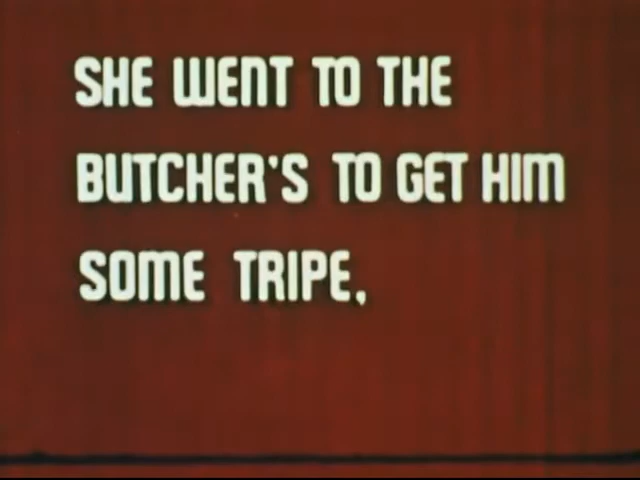 SHE WENT TO THE
BUTCHER'S TO GET HIM
SOME TRIPE,